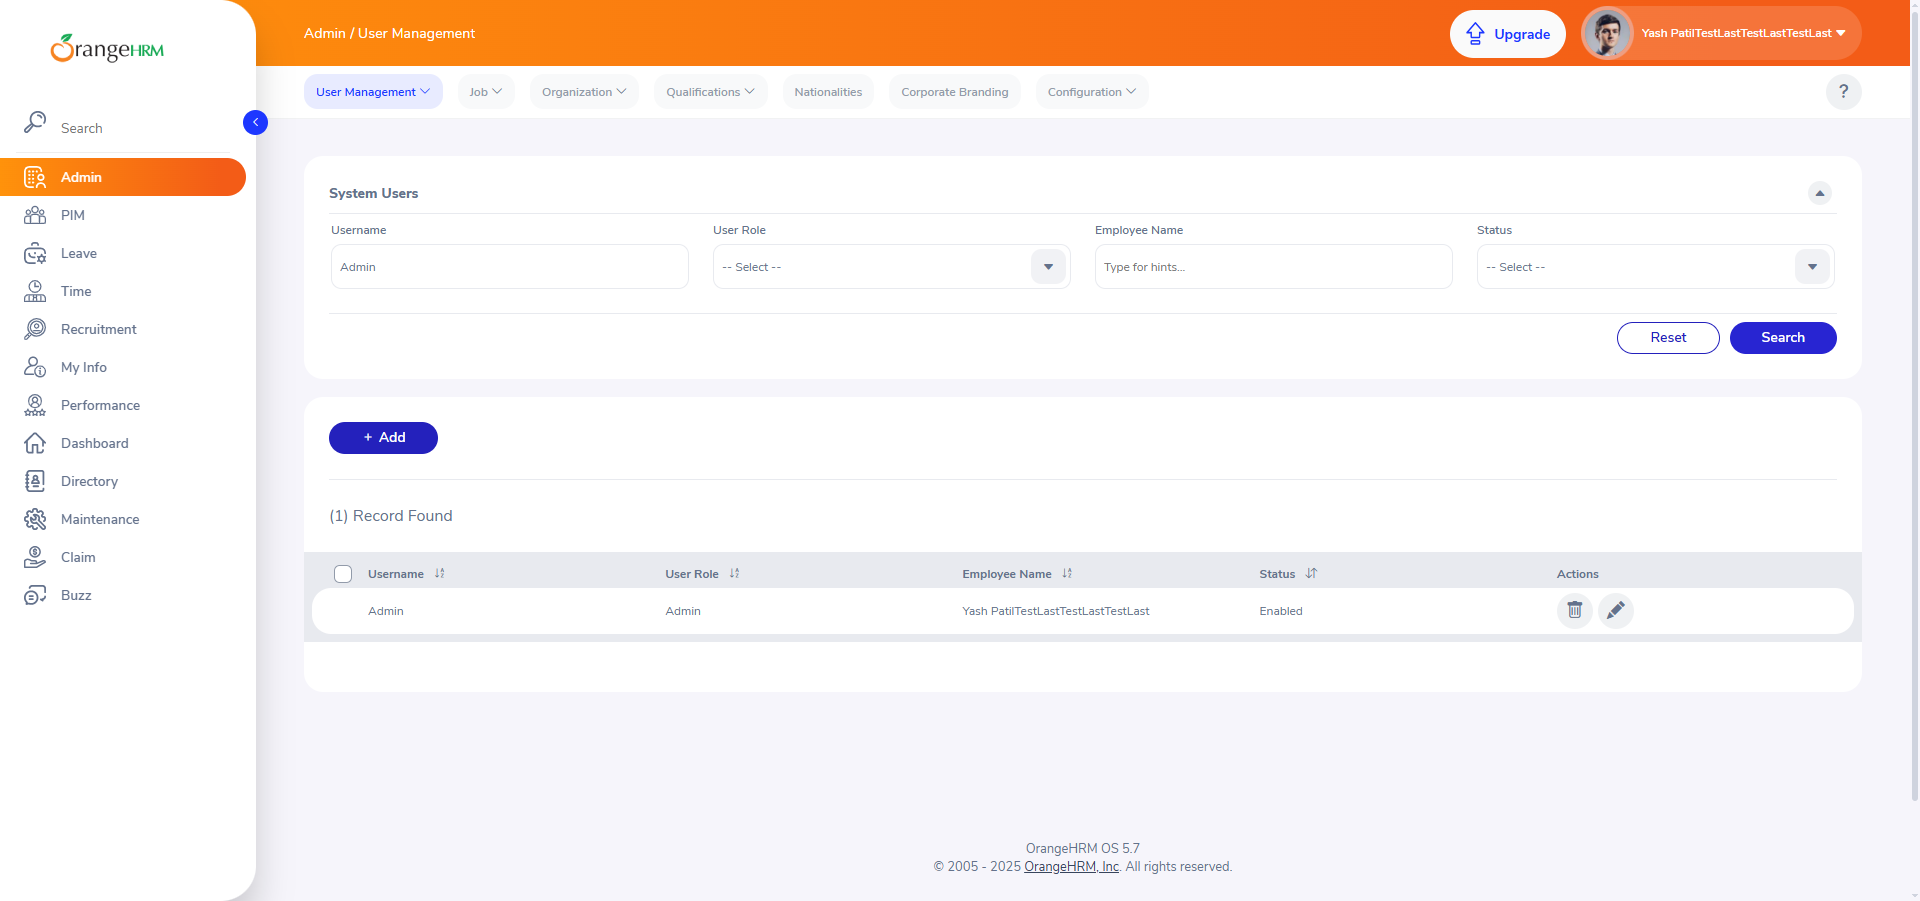 OrangeHRM
Search
Admin
PIM
Leave
Time
Recruitment
My Info
Performance
Dashboard
Directory
Maintenance
Claim
Buzz
Admin / User Management
Upgrade
Yash PatilTestLastTestLastTestLast
User Management
Job
Organization
Qualifications
Nationalities
Corporate Branding
Configuration
?
System Users
Username
User Role
Employee Name
Status
Admin
-- Select --
Type for hints...
-- Select --
Reset
Search
+ Add
(1) Record Found
Username
User Role
Employee Name
Status
Actions
Admin
Admin
Yash PatilTestLastTestLastTestLast
Enabled
OrangeHRM OS 5.7
© 2005 - 2025 OrangeHRM, Inc. All rights reserved.